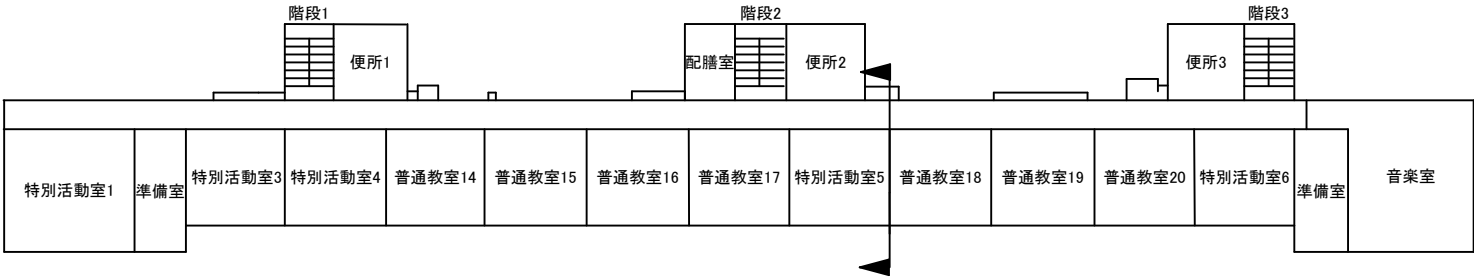 階段1
階段2
階段3
便所1
配膳室
便所2
便所3
特別活動室1
準備室
特別活動室3
特別活動室4
普通教室14
普通教室15
普通教室16
普通教室17
特別活動室5
普通教室18
普通教室19
普通教室20
特別活動室6
準備室
音楽室